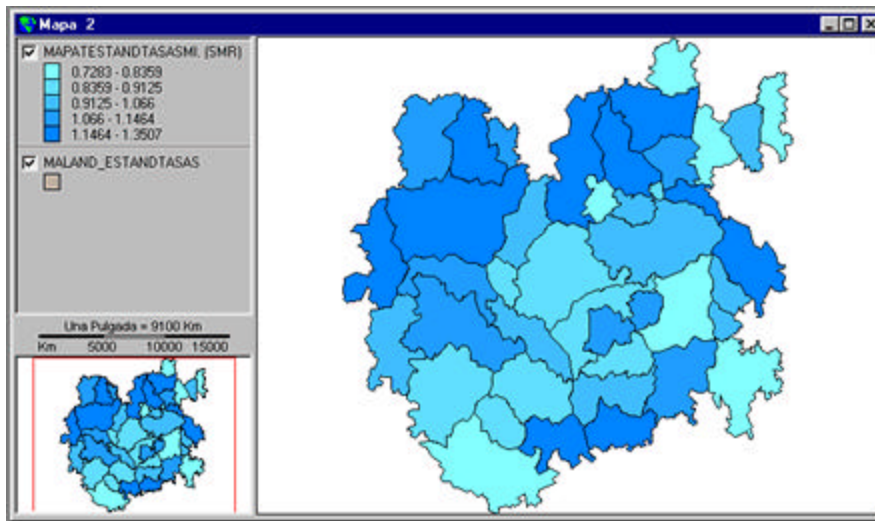 Mapa 2
MAPATESTANDTASASMI. (SMR)
0.7283 - 0.8359
0.8359 - 0.9125
0.9125 - 1.066
1.066 - 1.1464
1.1464 - 1.3507
MALAND_ESTANDTASAS
Una Pulgada = 9100 Km
Km 5000 10000 15000